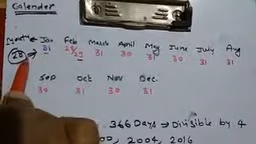 Calender
Month → Jan Feb March April May June July Aug
31 28/29 31 30 31 30 31 31
Sep Oct Nov Dec
30 31 30 31
366 Days → Divisible by 4
2004, 2016